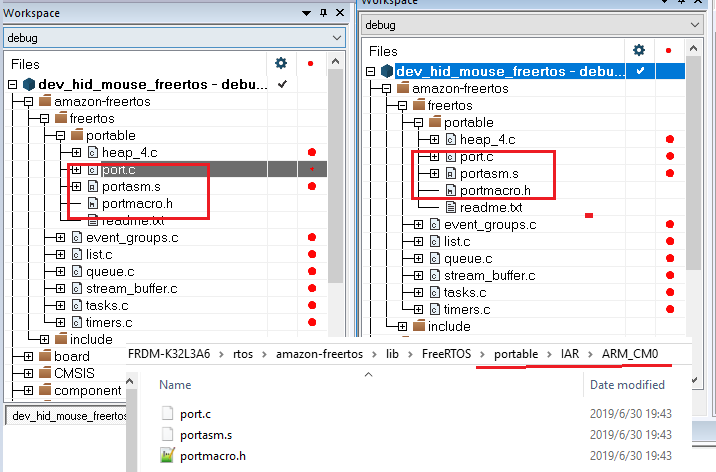 Workspace
debug
Files
dev_hid_mouse_freertos - debu...
amazon-freertos
freertos
portable
heap_4.c
port.c
portasm.s
portmacro.h
readme.txt
event_groups.c
list.c
queue.c
stream_buffer.c
tasks.c
timers.c
include
board
CMSIS
component
dev_hid_mouse_freertos
Workspace
debug
Files
dev_hid_mouse_freertos - debu...
amazon-freertos
freertos
portable
heap_4.c
port.c
portasm.s
portmacro.h
readme.txt
event_groups.c
list.c
queue.c
stream_buffer.c
tasks.c
timers.c
include
FRDM-K32L3A6 > rtos > amazon-freertos > lib > FreeRTOS > portable > IAR > ARM_CM0
Name Date modified
port.c 2019/6/30 19:43
portasm.s 2019/6/30 19:43
portmacro.h 2019/6/30 19:43